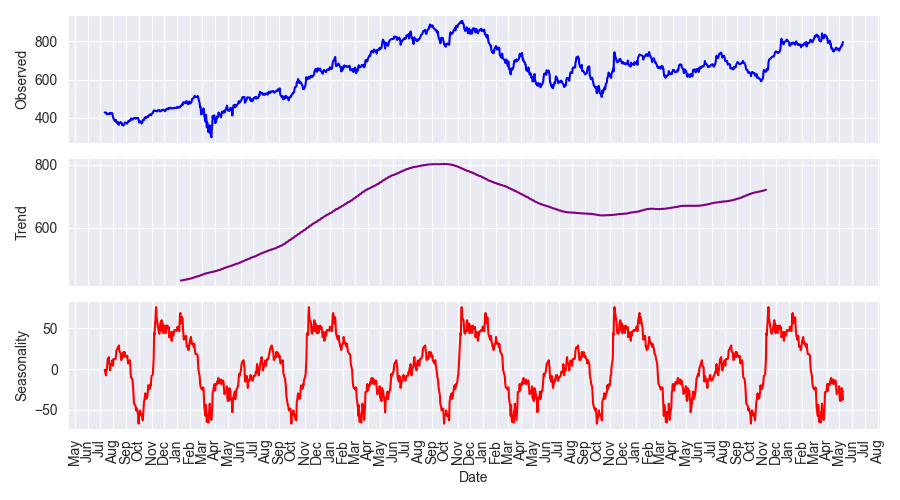 Observed
800
600
400
Trend
800
600
Seasonality
50
0
−50
May Jun Jul Aug Sep Oct Nov Dec Jan Feb Mar Apr May Jun Jul Aug Sep Oct Nov Dec Jan Feb Mar Apr May Jun Jul Aug Sep Oct Nov Dec Jan Feb Mar Apr May Jun Jul Aug Sep Oct Nov Dec Jan Feb Mar Apr May Jun Jul Aug Sep Oct Nov Dec Jan Feb Mar Apr May Jun Jul Aug
Date